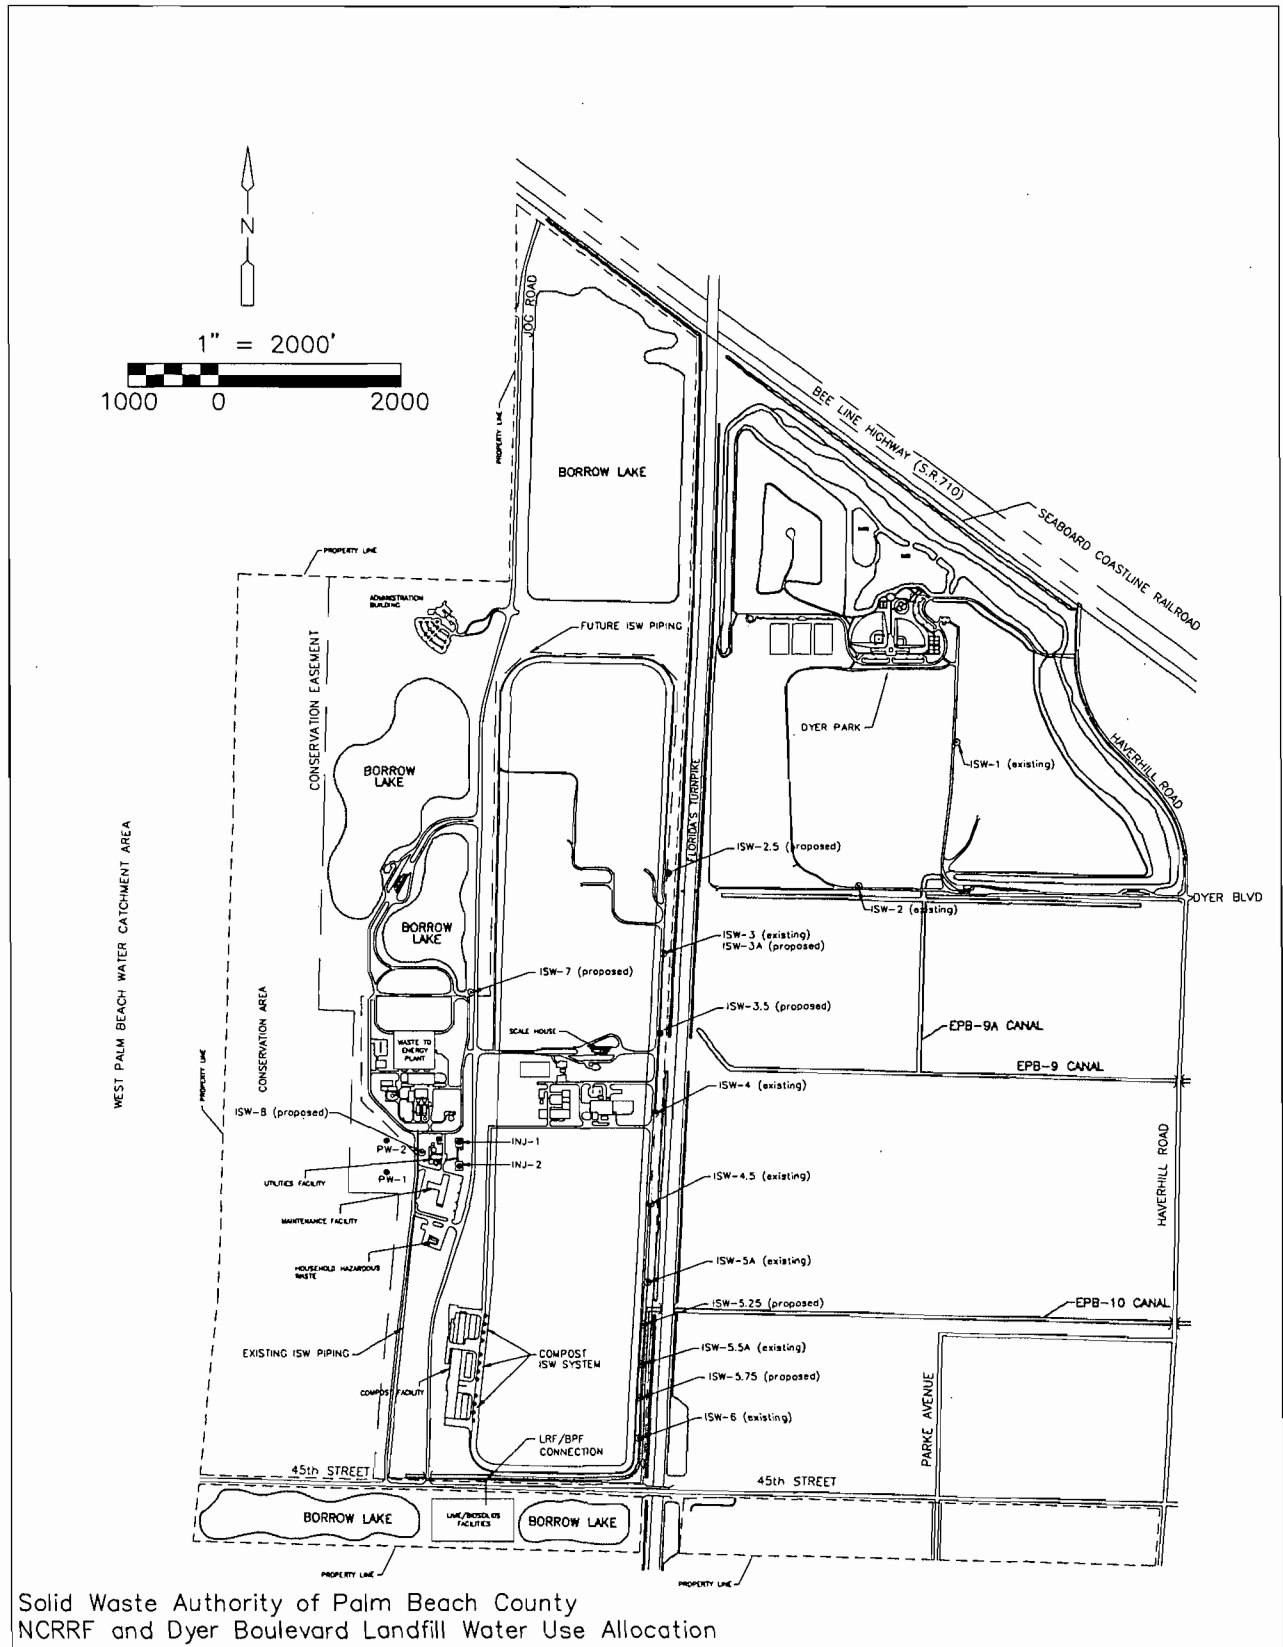 N
1" = 2000'
1000 0 2000
JOG ROAD
PROPERTY LINE
BORROW LAKE
BEE LINE HIGHWAY (S.R.710)
SEABOARD COASTLINE RAILROAD
PROPERTY LINE
ADMINISTRATION
BUILDING
CONSERVATION EASEMENT
FUTURE ISW PIPING
DYER PARK
ISW-1 (existing)
HAVERHILL ROAD
BORROW
LAKE
FLORIDA'S TURNPIKE
WEST PALM BEACH WATER CATCHMENT AREA
ISW-2.5 (proposed)
ISW-2 (existing)
DYER BLVD
BORROW
LAKE
ISW-3 (existing)
ISW-3A (proposed)
ISW-7 (proposed)
CONSERVATION AREA
ISW-3.5 (proposed)
SCALE HOUSE
EPB-9A CANAL
WASTE TO
ENERGY
PLANT
EPB-9 CANAL
PROPERTY LINE
ISW-4 (existing)
ISW-8 (proposed)
PW-2
INJ-1
INJ-2
PW-1
HAVERHILL ROAD
UTILITIES FACILITY
ISW-4.5 (existing)
MAINTENANCE FACILITY
HOUSEHOLD HAZARDOUS
WASTE
ISW-5A (existing)
ISW-5.25 (proposed)
EPB-10 CANAL
EXISTING ISW PIPING
COMPOST
ISW SYSTEM
ISW-5.5A (existing)
ISW-5.75 (proposed)
COMPOST FACILITY
PARKE AVENUE
ISW-6 (existing)
LRF/BPF
CONNECTION
45th STREET
45th STREET
BORROW LAKE
LIME/BIOSOLIDS
FACILITIES
BORROW LAKE
PROPERTY LINE
PROPERTY LINE
Solid Waste Authority of Palm Beach County
NCRRF and Dyer Boulevard Landfill Water Use Allocation